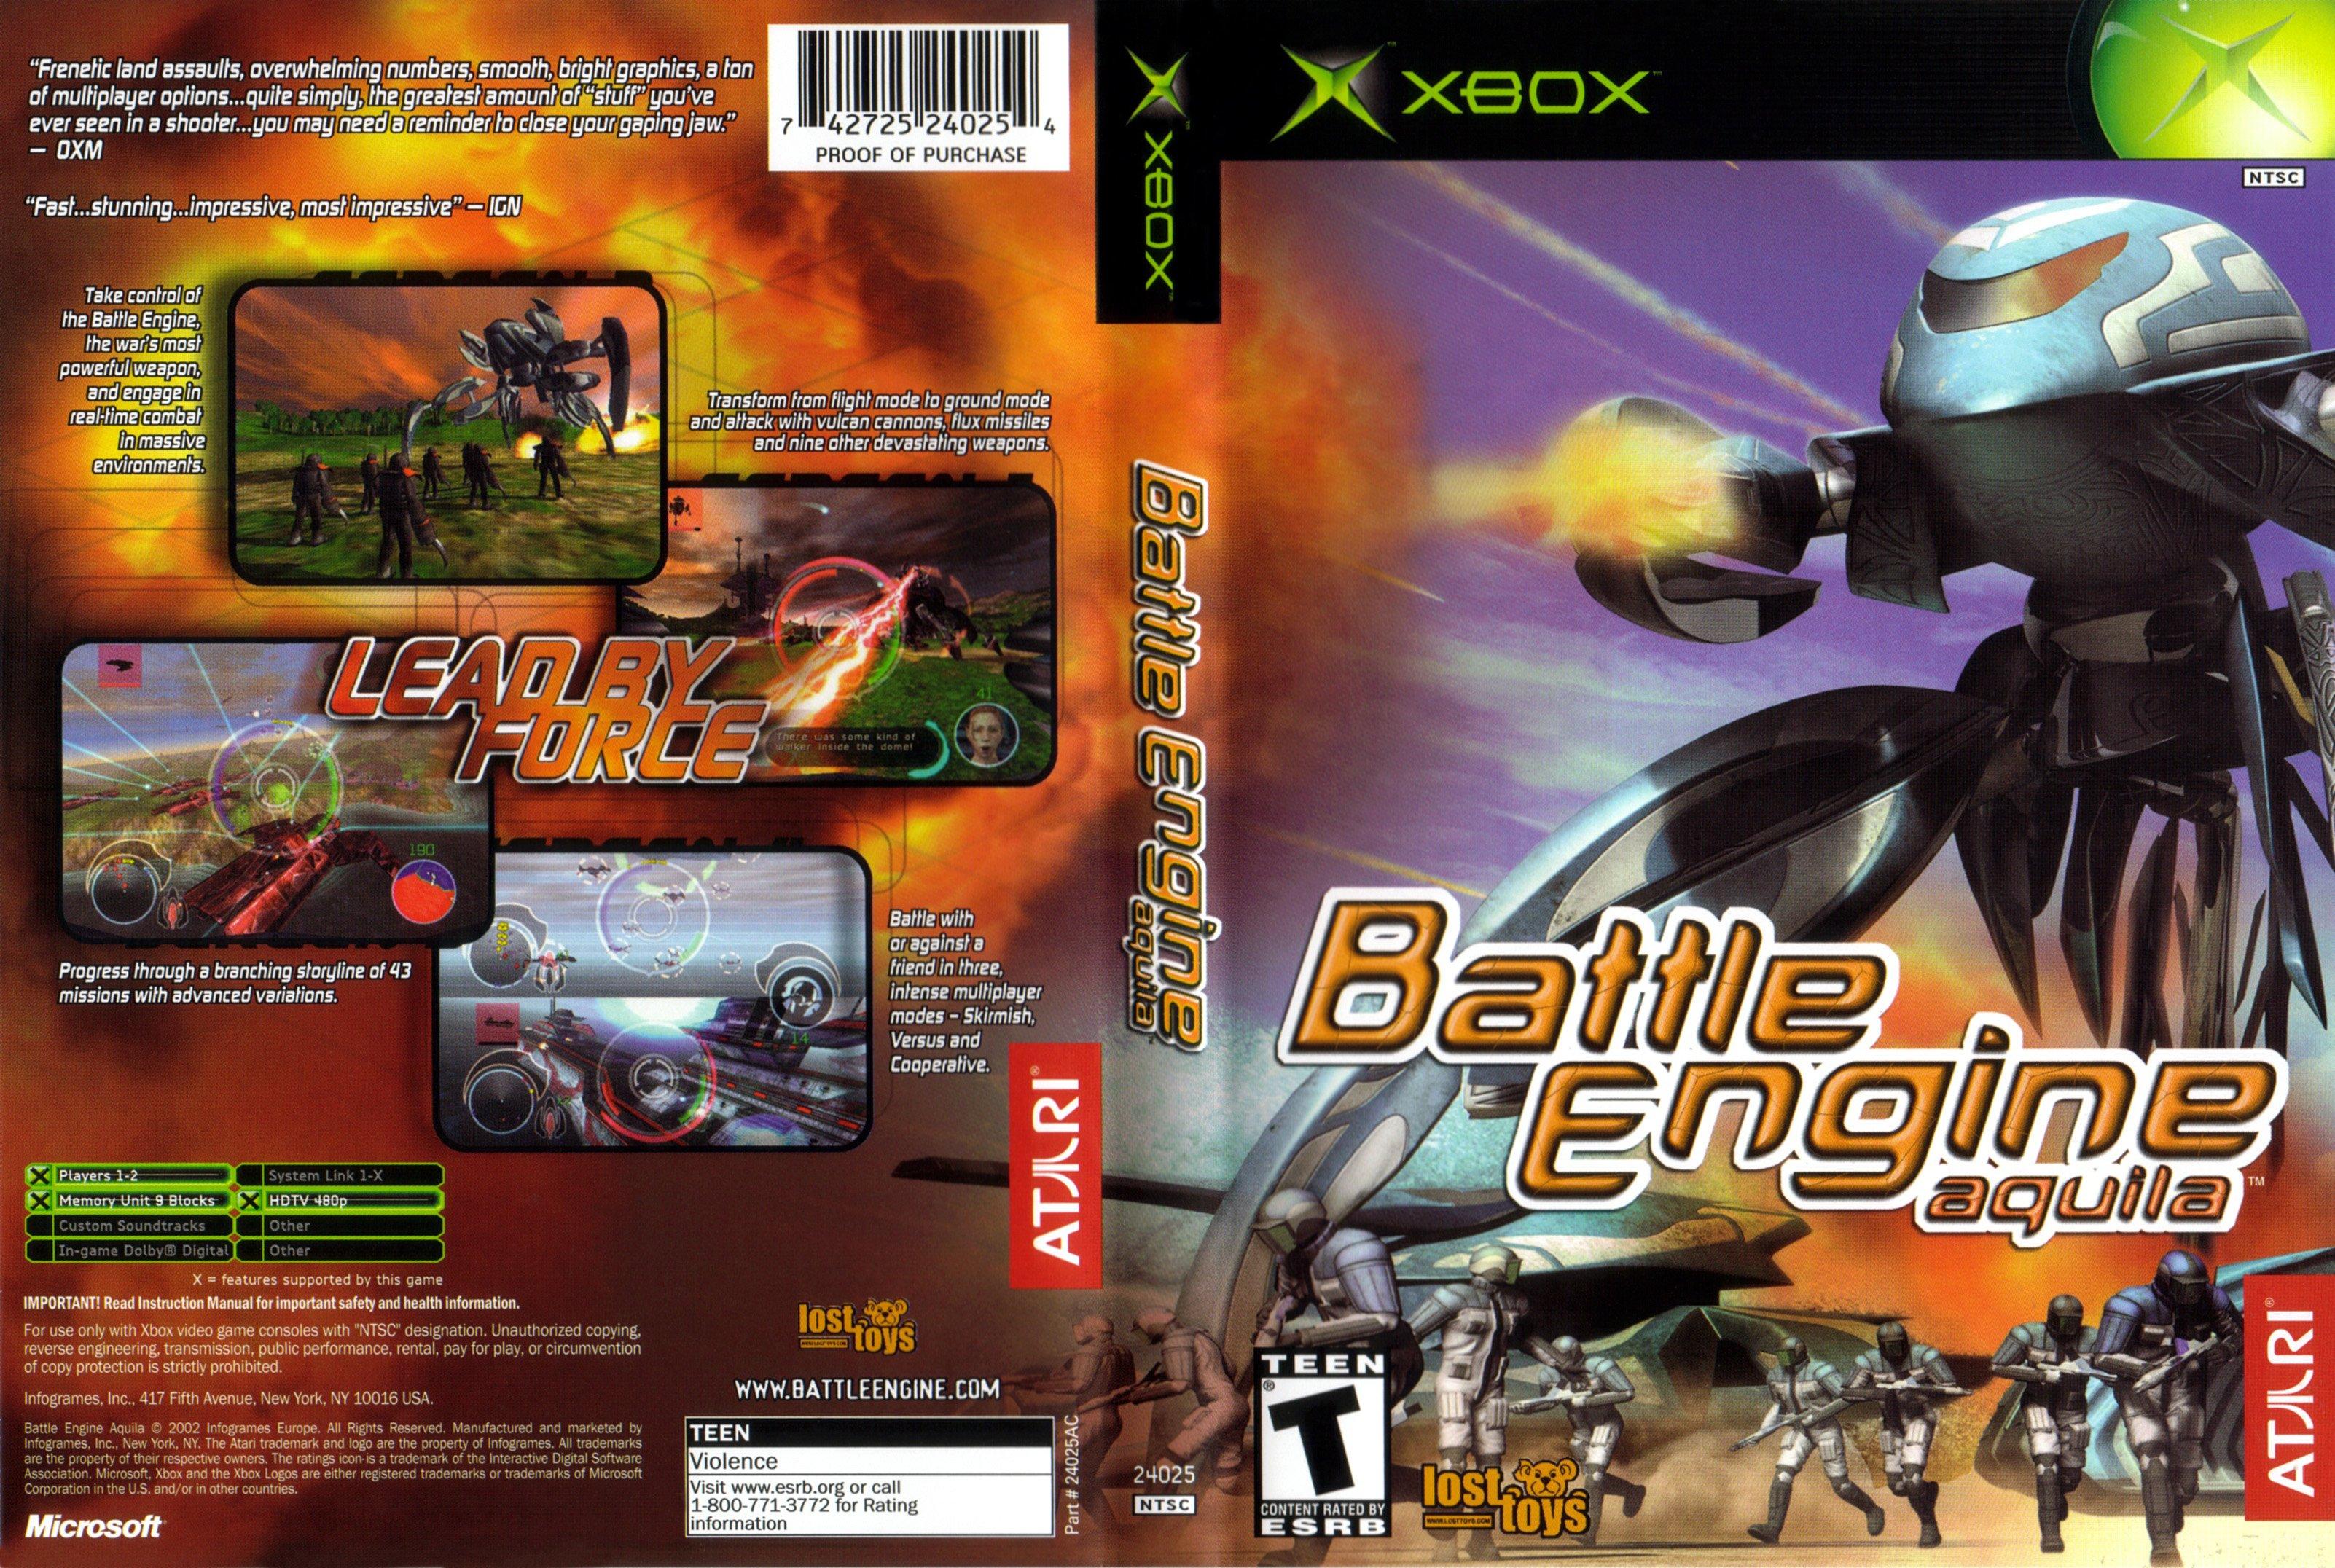 “Frenetic land assaults, overwhelming numbers, smooth, bright graphics, a ton
of multiplayer options...quite simply, the greatest amount of “stuff” you’ve
ever seen in a shooter...you may need a reminder to close your gaping jaw.”
— OXM
“Fast...stunning...impressive, most impressive” — IGN
7 42725 24025 4
PROOF OF PURCHASE
Take control of
the Battle Engine,
the war's most
powerful weapon,
and engage in
real-time combat
in massive
environments.
Transform from flight mode to ground mode
and attack with vulcan cannons, flux missiles
and nine other devastating weapons.
LEAD BY
FORCE
41
There was some kind of
walker inside the dome!
190
14
Progress through a branching storyline of 43
missions with advanced variations.
Battle with
or against a
friend in three,
intense multiplayer
modes – Skirmish,
Versus and
Cooperative.
X Players 1-2
System Link 1-X
X Memory Unit 9 Blocks
X HDTV 480p
Custom Soundtracks
Other
In-game Dolby® Digital
Other
X = features supported by this game
IMPORTANT! Read Instruction Manual for important safety and health information.
For use only with Xbox video game consoles with "NTSC" designation. Unauthorized copying,
reverse engineering, transmission, public performance, rental, pay for play, or circumvention
of copy protection is strictly prohibited.
Infogrames, Inc., 417 Fifth Avenue, New York, NY 10016 USA.
Battle Engine Aquila © 2002 Infogrames Europe. All Rights Reserved. Manufactured and marketed by
Infogrames, Inc., New York, NY. The Atari trademark and logo are the property of Infogrames. All trademarks
are the property of their respective owners. The ratings icon is a trademark of the Interactive Digital Software
Association. Microsoft, Xbox and the Xbox Logos are either registered trademarks or trademarks of Microsoft
Corporation in the U.S. and/or in other countries.
Microsoft
lost toys
WWW.BATTLEENGINE.COM
TEEN
Violence
Visit www.esrb.org or call
1-800-771-3772 for Rating
information
Part # 24025AC
ATARI®
XBOX™
Battle Engine
aquila™
24025
NTSC
XBOX™
NTSC
Battle
Engine
aquila™
TEEN
T®
CONTENT RATED BY
ESRB
lost toys
WWW.LOSTTOYS.COM
ATARI®